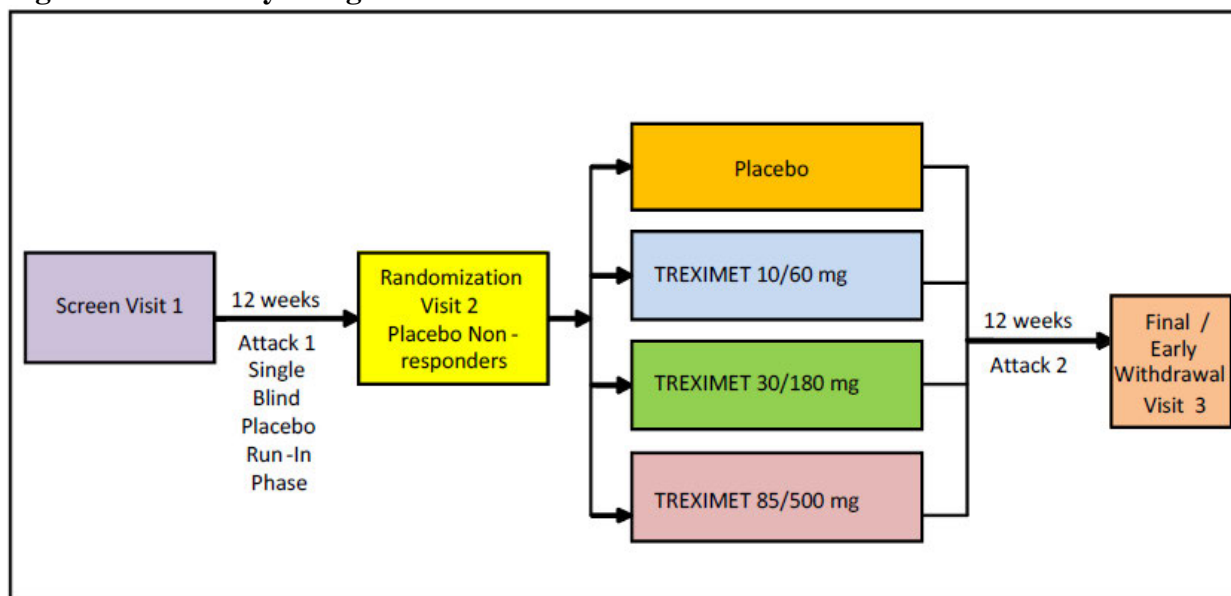 Screen Visit 1
12 weeks
Attack 1
Single
Blind
Placebo
Run-In
Phase
Randomization
Visit 2
Placebo Non-
responders
Placebo
TREXIMET 10/60 mg
TREXIMET 30/180 mg
TREXIMET 85/500 mg
12 weeks
Attack 2
Final /
Early
Withdrawal
Visit 3